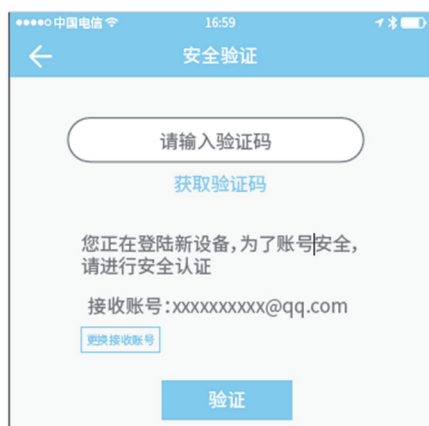 中国电信 16:59
安全验证
请输入验证码
获取验证码
您正在登陆新设备,为了账号安全,
请进行安全认证
接收账号:xxxxxxxxxx@qq.com
更换接收账号
验证